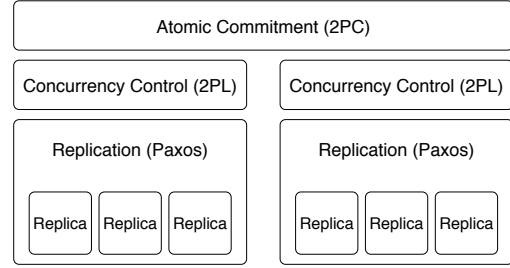 Atomic Commitment (2PC)
Concurrency Control (2PL)
Concurrency Control (2PL)
Replication (Paxos)
Replication (Paxos)
Replica Replica Replica
Replica Replica Replica